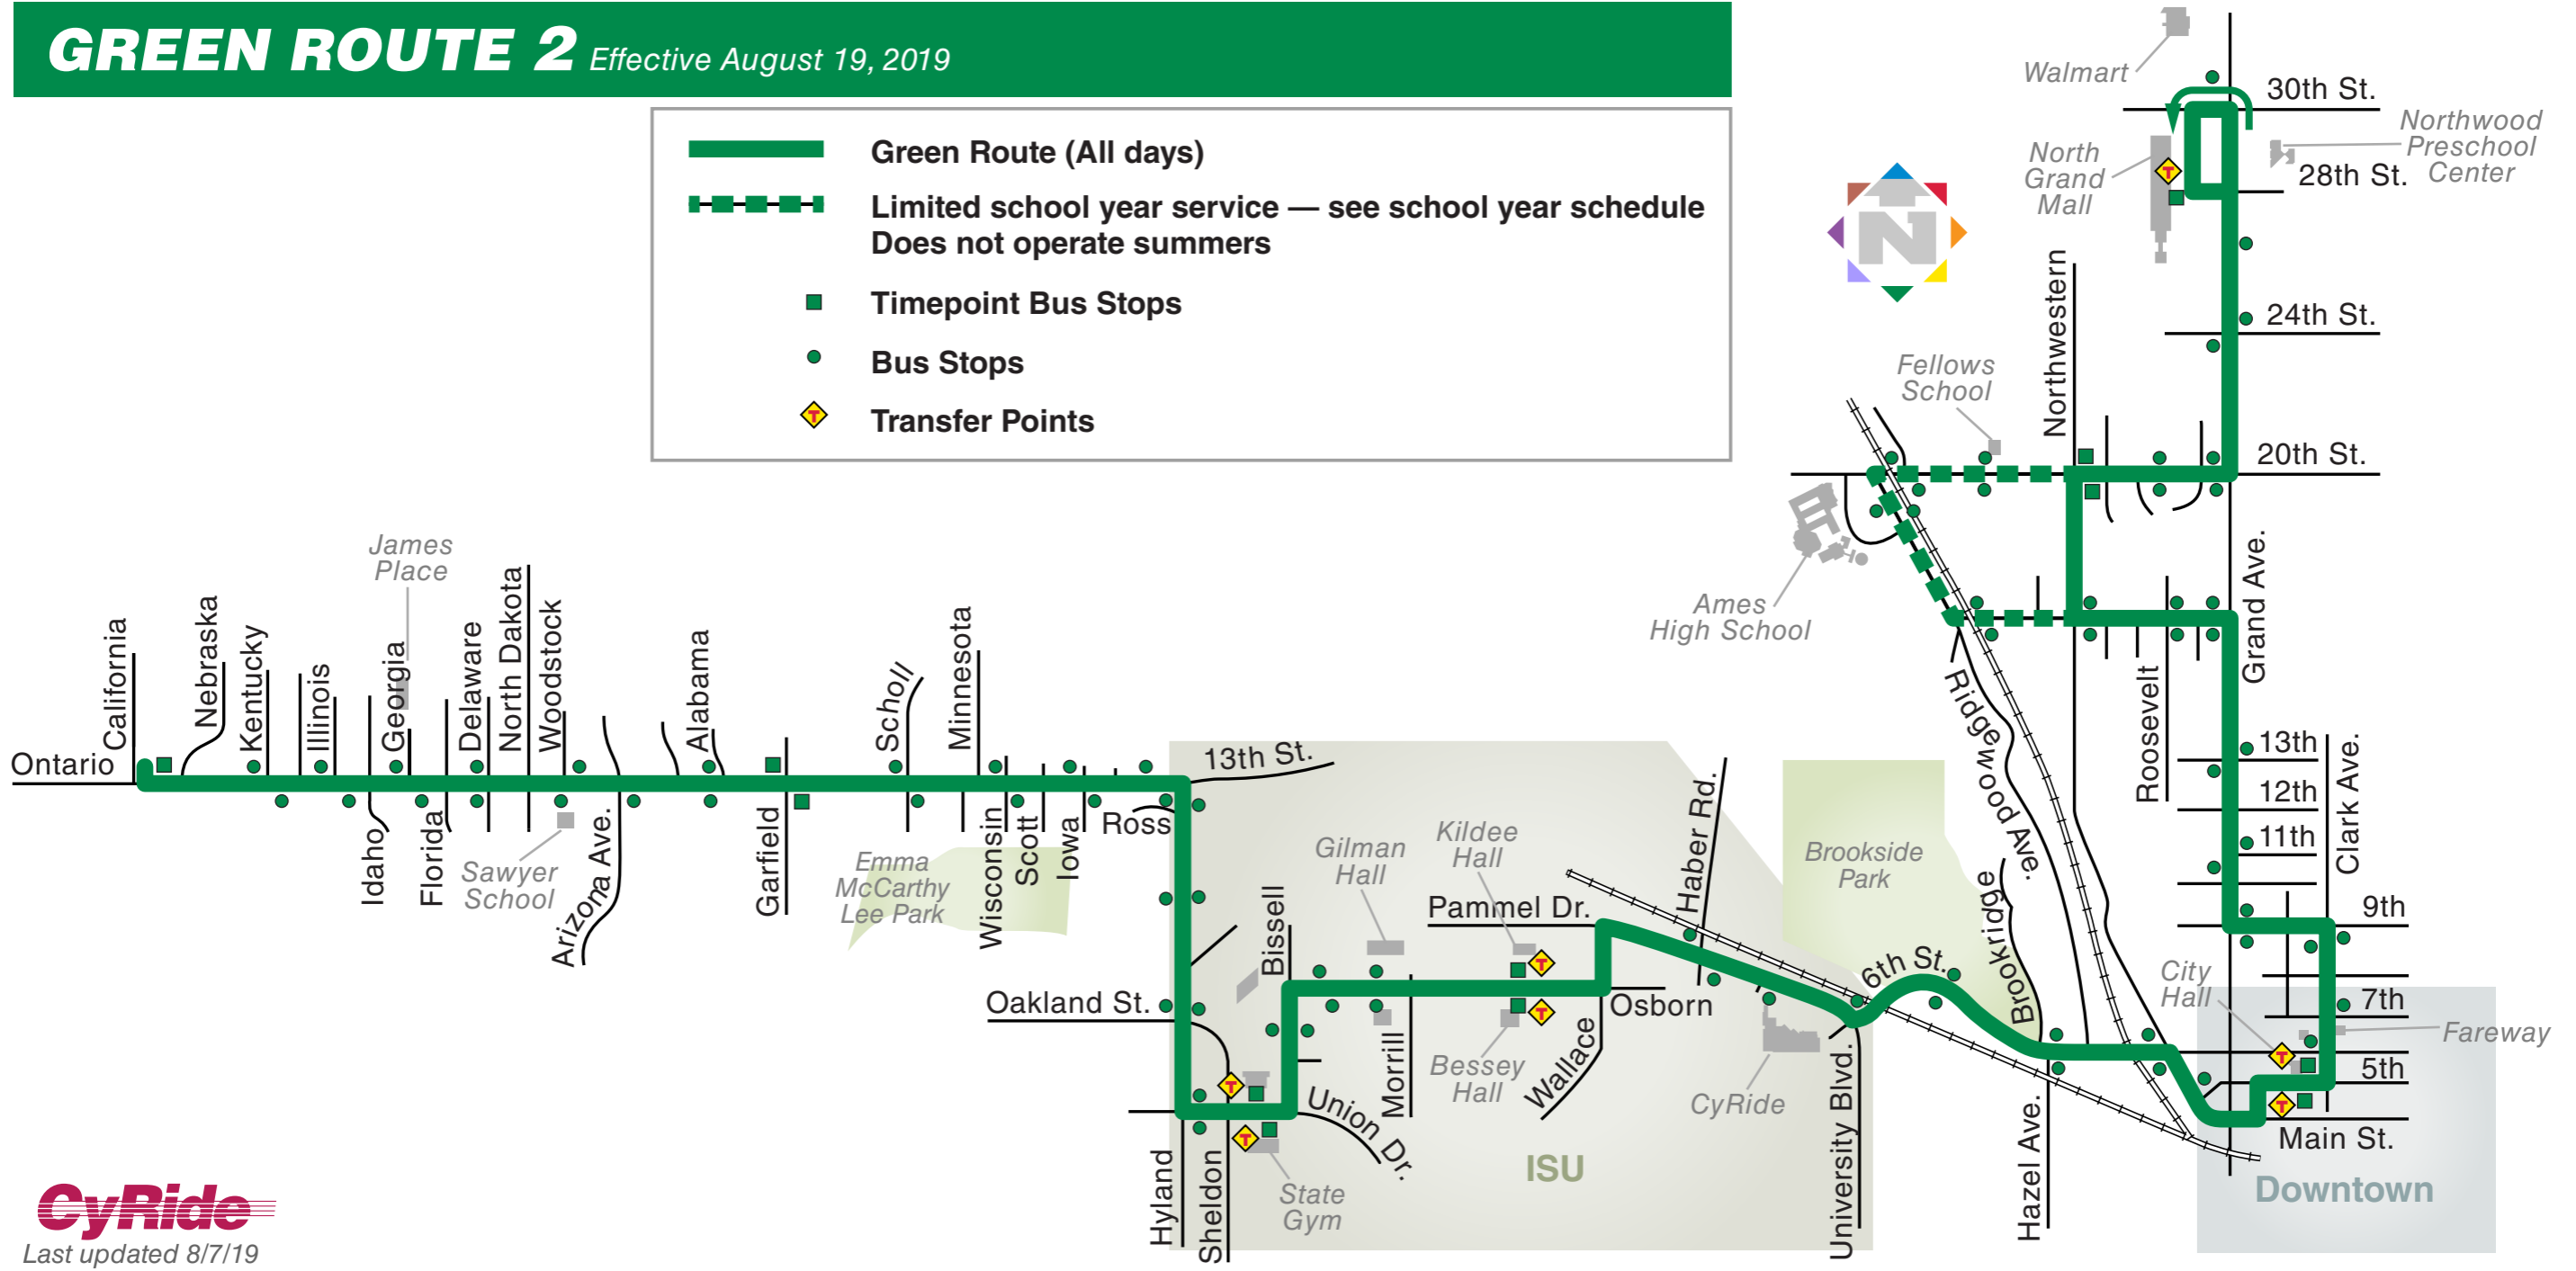 GREEN ROUTE 2 Effective August 19, 2019
Green Route (All days)
Limited school year service — see school year schedule
Does not operate summers
Timepoint Bus Stops
Bus Stops
T
Transfer Points
N
Walmart
30th St.
Northwood
Preschool
Center
North
Grand
Mall
T
28th St.
24th St.
Northwestern
Fellows
School
20th St.
Ames
High School
Grand Ave.
Ridgewood Ave.
Roosevelt
13th
12th
11th
Clark Ave.
9th
7th
5th
City
Hall
Fareway
T
T
Main St.
Downtown
James
Place
Ontario
California
Nebraska
Kentucky
Illinois
Georgia
Delaware
North Dakota
Woodstock
Alabama
Scholl
Minnesota
Idaho
Florida
Sawyer
School
Arizona Ave.
Garfield
Emma
McCarthy
Lee Park
Wisconsin
Scott
Iowa
Ross
13th St.
Oakland St.
Bissell
Gilman
Hall
Kildee
Hall
Pammel Dr.
Haber Rd.
Brookside
Park
Brookridge
6th St.
T
T
Osborn
Morrill
Bessey
Hall
Wallace
CyRide
University Blvd.
Hazel Ave.
T
T
Union Dr.
State
Gym
Hyland
Sheldon
ISU
CyRide
Last updated 8/7/19